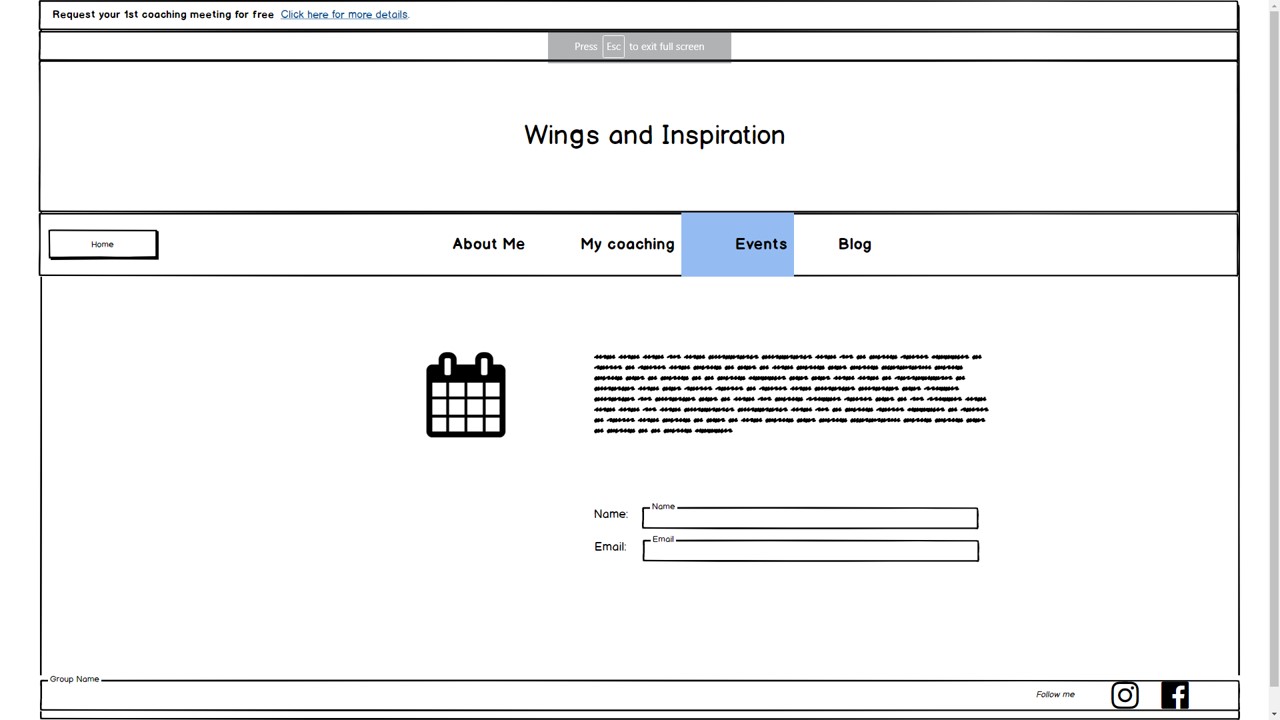 Request your 1st coaching meeting for free Click here for more details.
Press Esc to exit full screen
Wings and Inspiration
Home About Me My coaching Events Blog
Name: Name
Email: Email
Group Name
Follow me